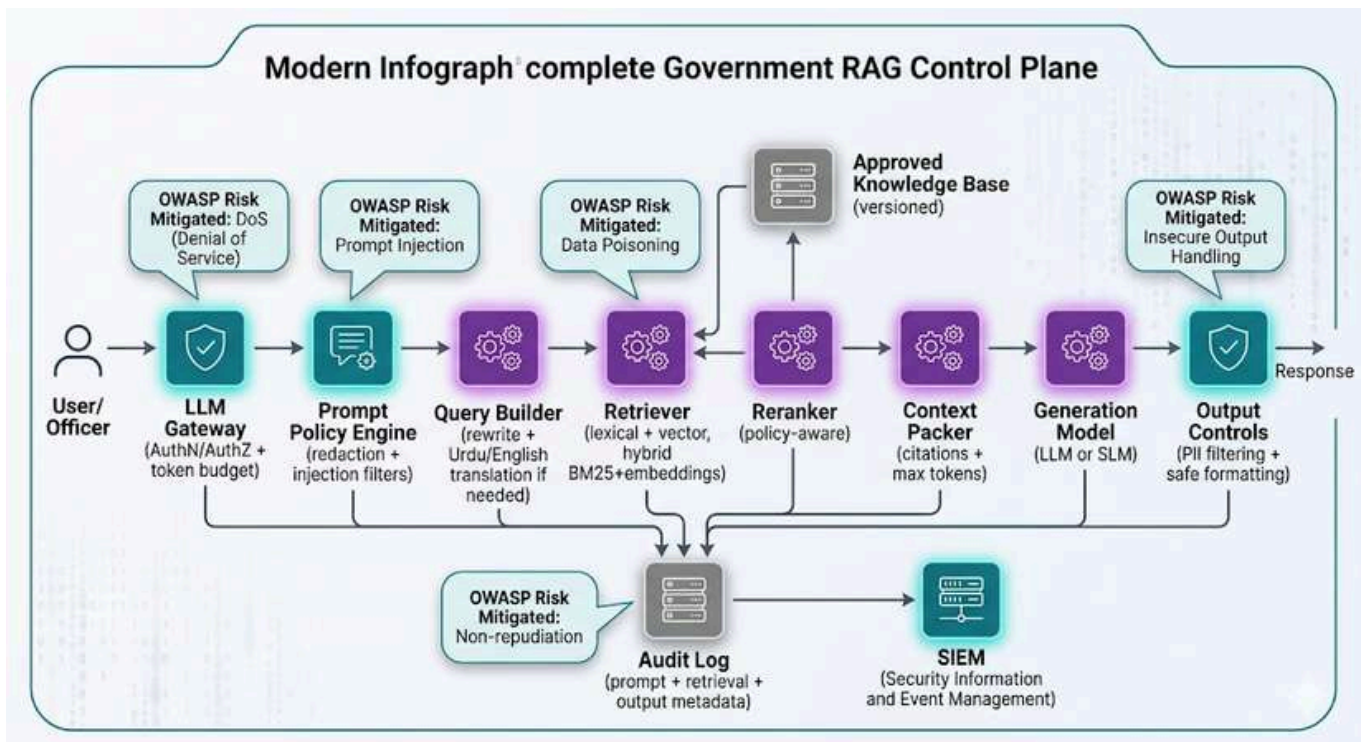 Modern Infograph' complete Government RAG Control Plane
OWASP Risk
Mitigated: DoS
(Denial of
Service)
OWASP Risk
Mitigated:
Prompt Injection
OWASP Risk
Mitigated:
Data Poisoning
Approved
Knowledge Base
(versioned)
OWASP Risk
Mitigated:
Insecure Output
Handling
User/
Officer
LLM
Gateway
(AuthN/AuthZ +
token budget)
Prompt
Policy Engine
(redaction +
injection filters)
Query Builder
(rewrite +
Urdu/English
translation if
needed)
Retriever
(lexical + vector,
hybrid
BM25+embeddings)
Reranker
(policy-aware)
Context
Packer
(citations +
max tokens)
Generation
Model
(LLM or SLM)
Output
Controls
(PII filtering +
safe formatting)
Response
OWASP Risk
Mitigated:
Non-repudiation
Audit Log
(prompt + retrieval +
output metadata)
SIEM
(Security Information
and Event Management)